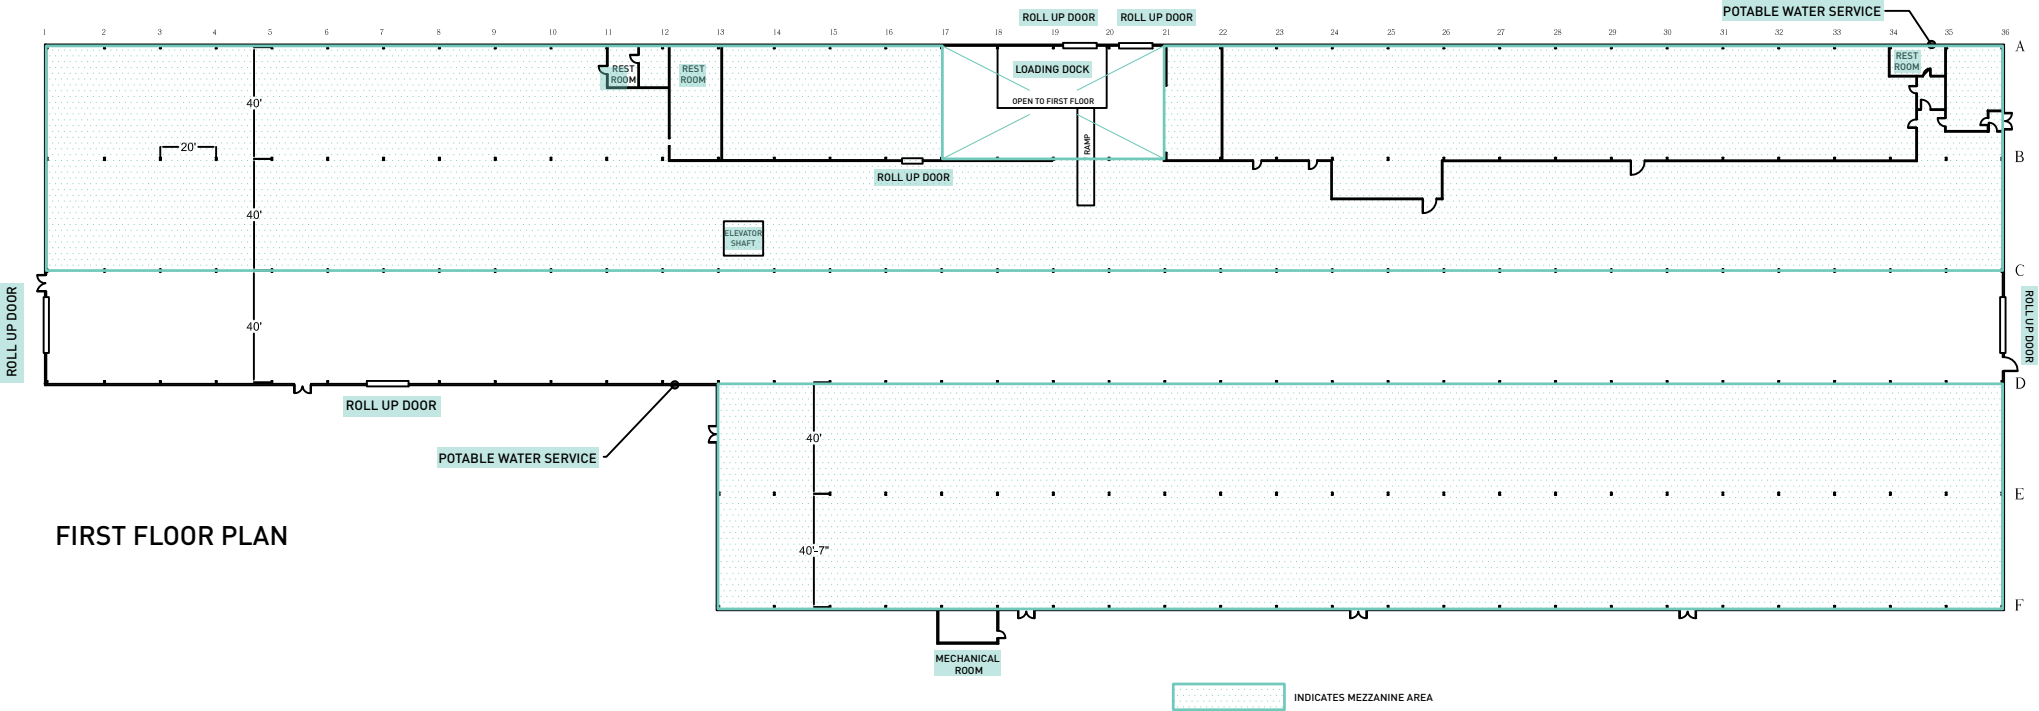 ROLL UP DOOR
ROLL UP DOOR
POTABLE WATER SERVICE
1 2 3 4 5 6 7 8 9 10 11 12 13 14 15 16 17 18 19 20 21 22 23 24 25 26 27 28 29 30 31 32 33 34 35 36
A
REST
ROOM
REST
ROOM
LOADING DOCK
REST
ROOM
40'
OPEN TO FIRST FLOOR
RAMP
20'
B
ROLL UP DOOR
40'
ELEVATOR
SHAFT
C
ROLL UP DOOR
40'
ROLL UP DOOR
D
ROLL UP DOOR
40'
POTABLE WATER SERVICE
E
FIRST FLOOR PLAN
40'-7"
F
MECHANICAL
ROOM
INDICATES MEZZANINE AREA